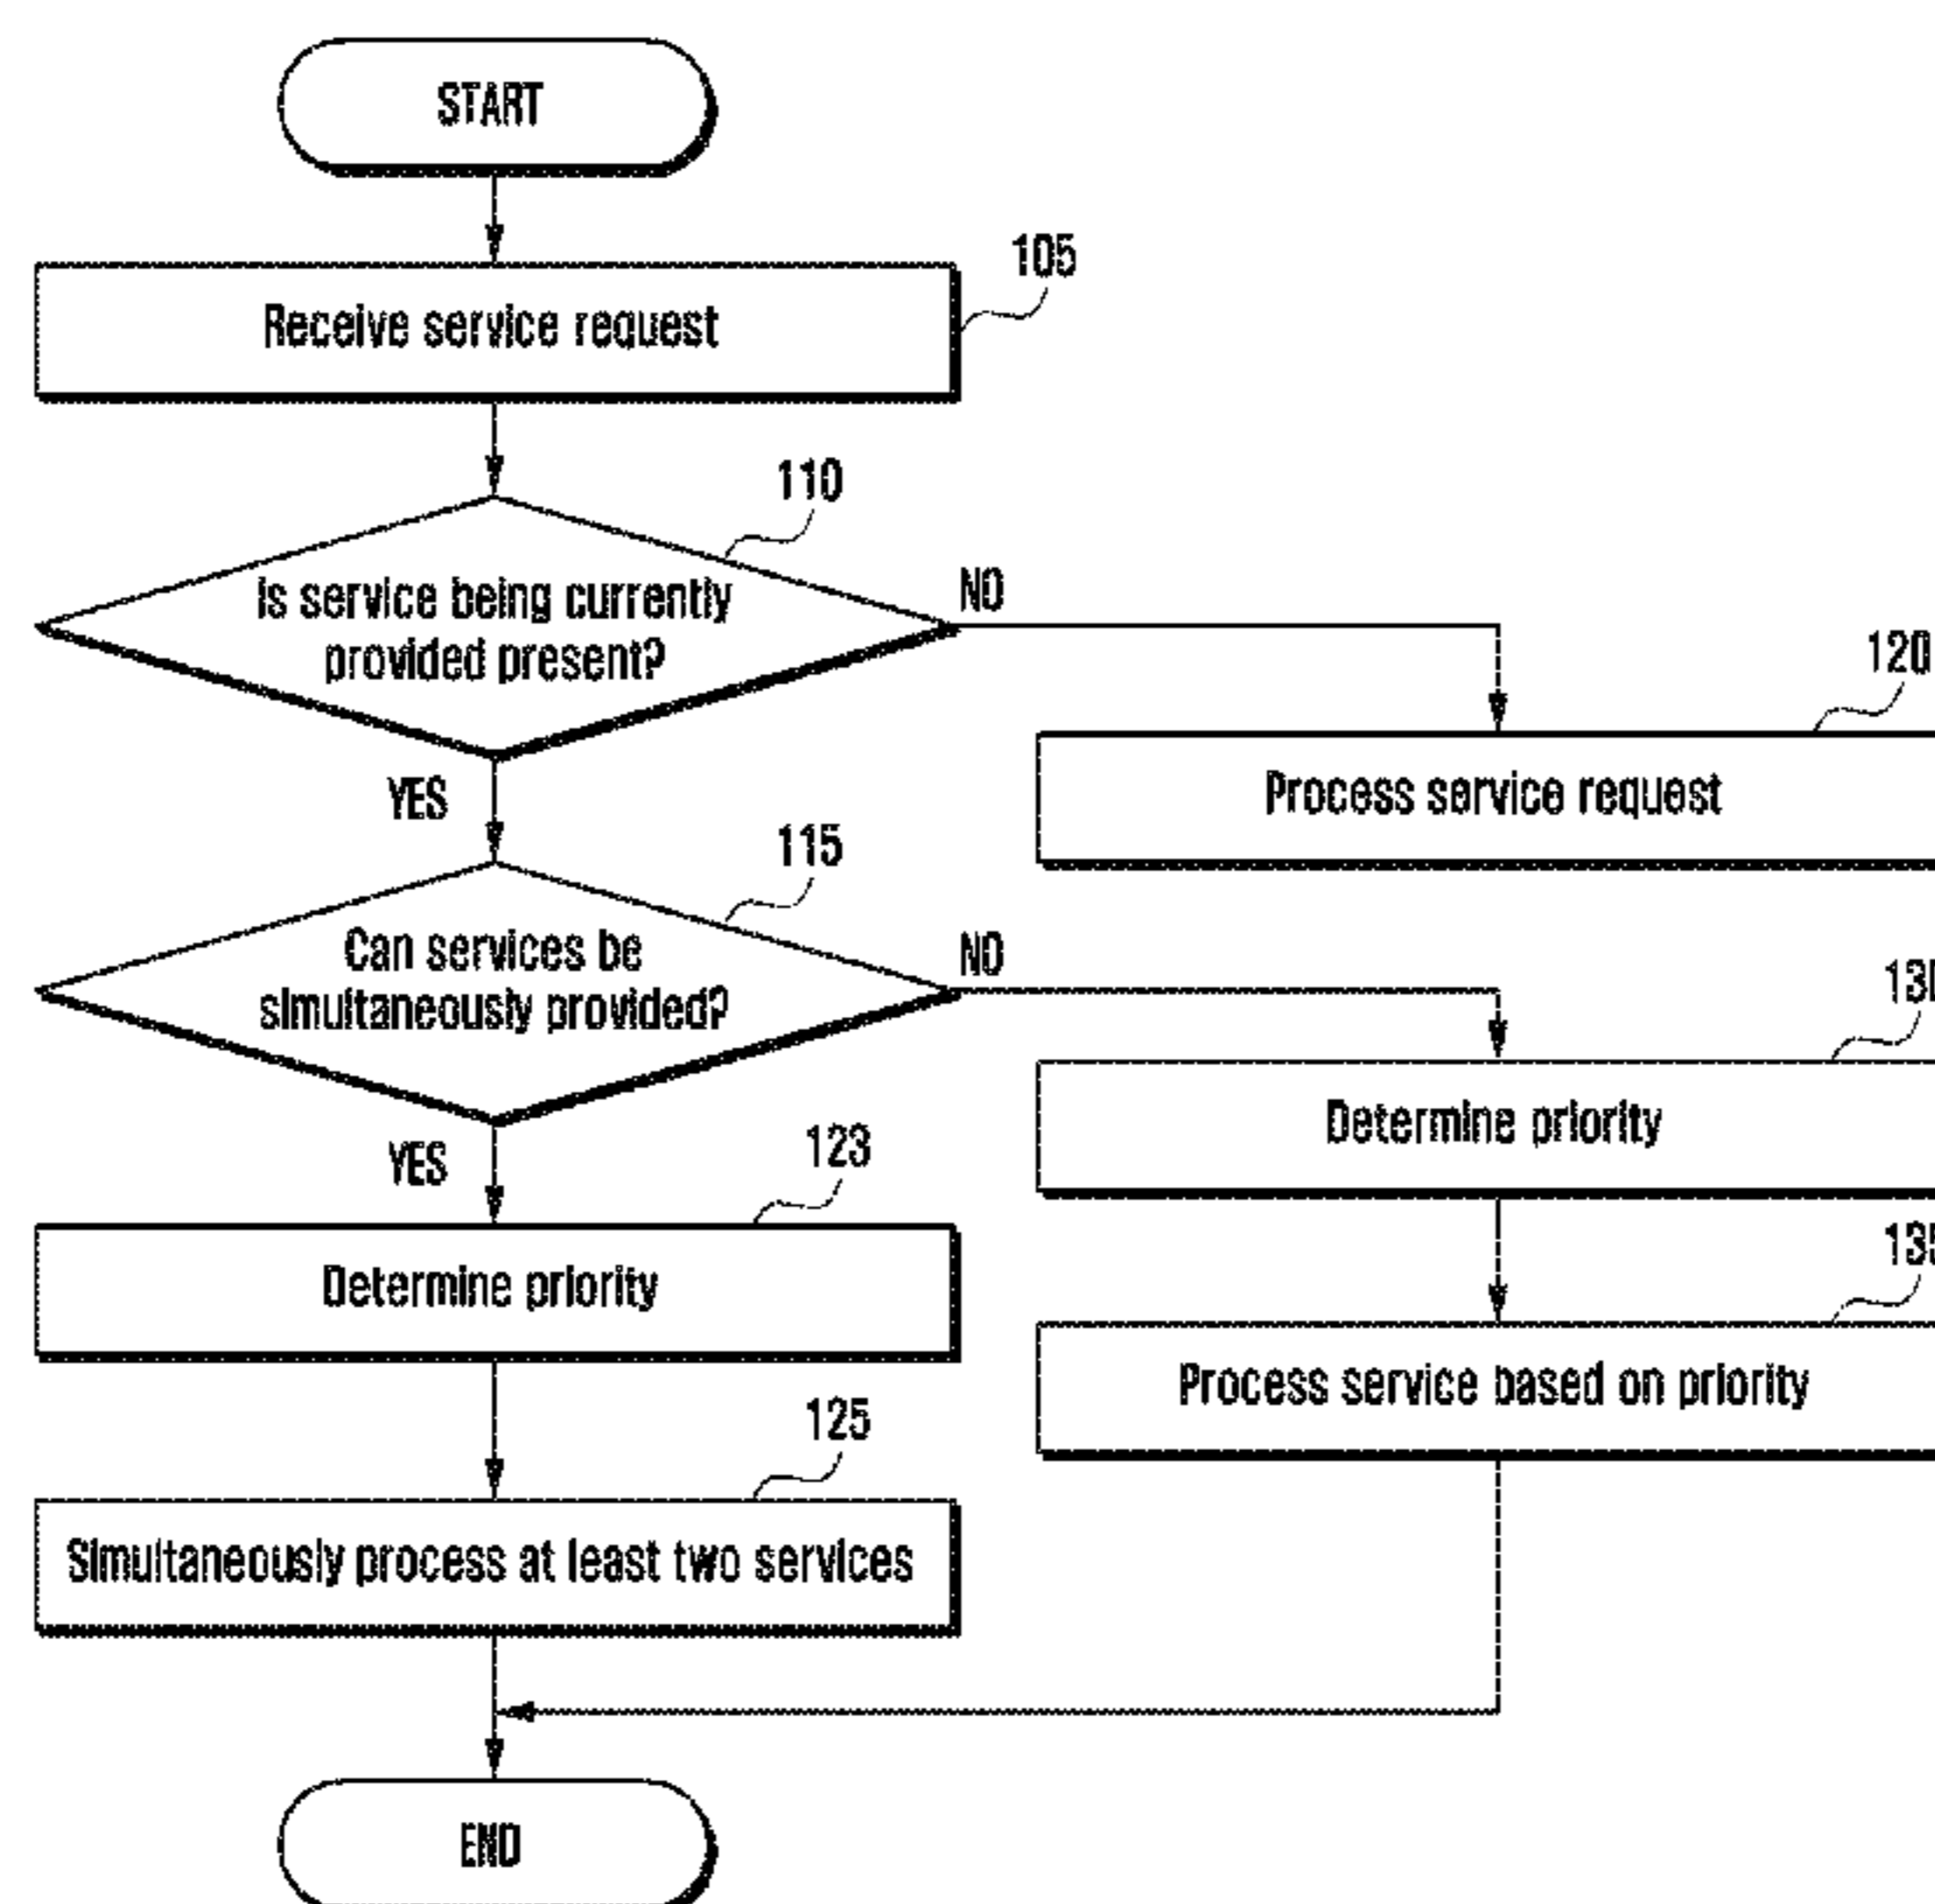 START
Receive service request
105
Is service being currently
provided present?
110
NO
YES
Process service request
120
Can services be
simultaneously provided?
115
NO
YES
Determine priority
130
Process service based on priority
135
Determine priority
123
Simultaneously process at least two services
125
END